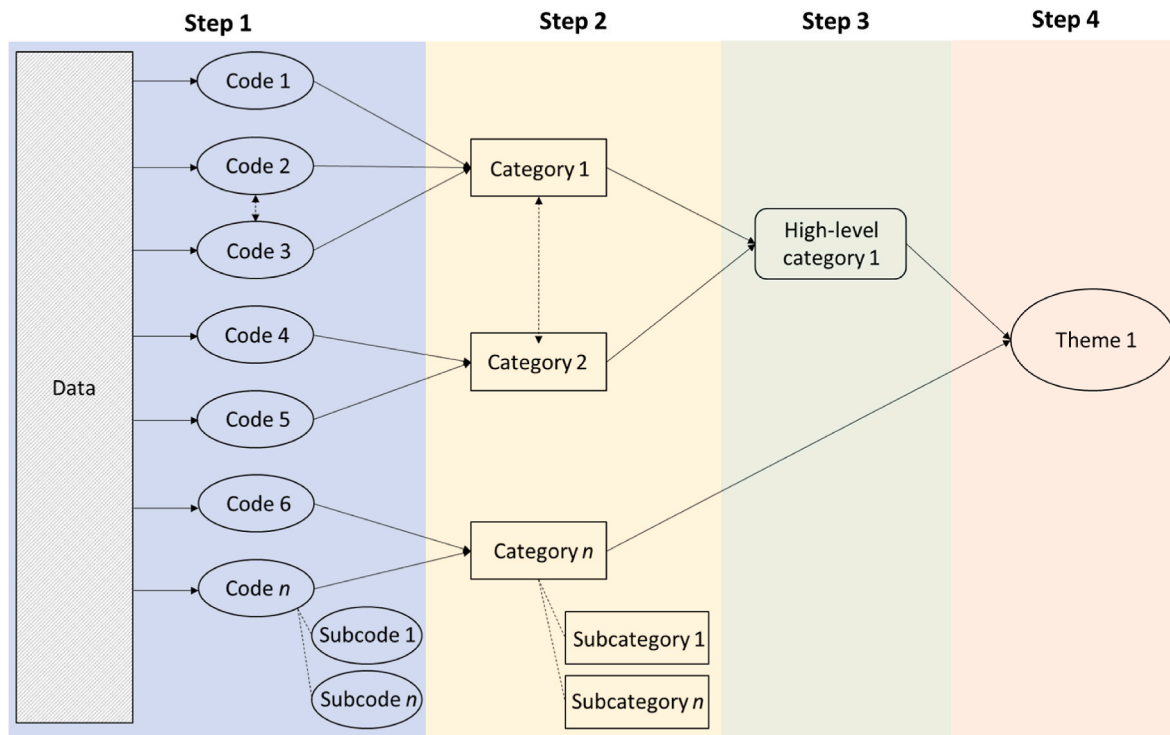 Step 1
Step 2
Step 3
Step 4
Data
Code 1
Code 2
Code 3
Code 4
Code 5
Code 6
Code n
Subcode 1
Subcode n
Category 1
Category 2
Category n
Subcategory 1
Subcategory n
High-level
category 1
Theme 1